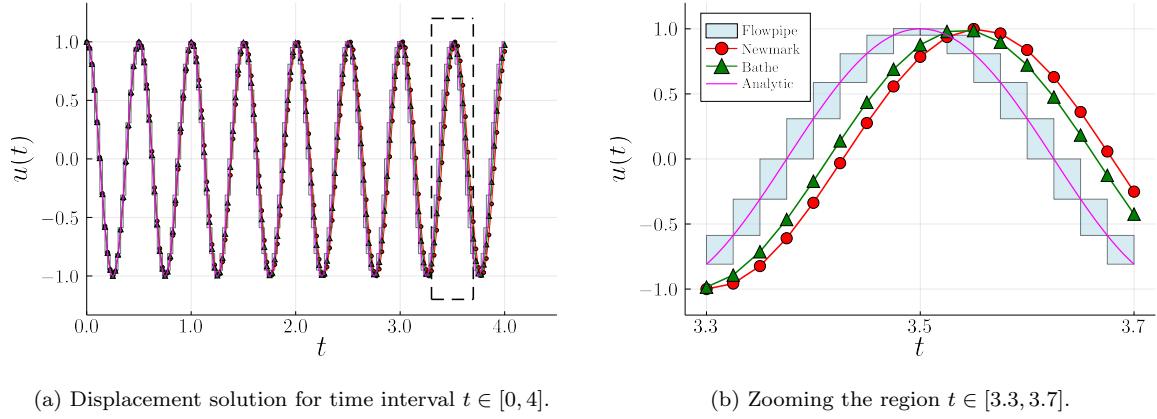 1.0
0.5
0.0
−0.5
−1.0
u(t)
0.0
1.0
2.0
3.0
4.0
t
(a) Displacement solution for time interval t ∈ [0, 4].
Flowpipe
Newmark
Bathe
Analytic
1.0
0.5
0.0
−0.5
−1.0
u(t)
3.3
3.5
3.7
t
(b) Zooming the region t ∈ [3.3, 3.7].